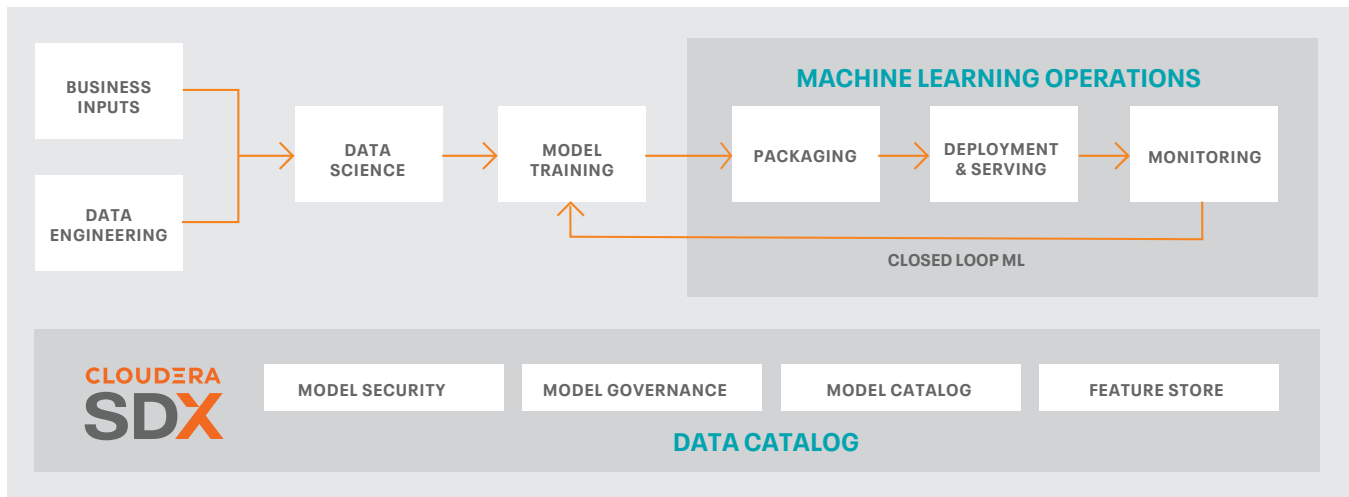 BUSINESS
INPUTS
DATA
ENGINEERING
DATA
SCIENCE
MODEL
TRAINING
MACHINE LEARNING OPERATIONS
PACKAGING
DEPLOYMENT
& SERVING
MONITORING
CLOSED LOOP ML
CLOUDERA
SDX
MODEL SECURITY
MODEL GOVERNANCE
MODEL CATALOG
FEATURE STORE
DATA CATALOG